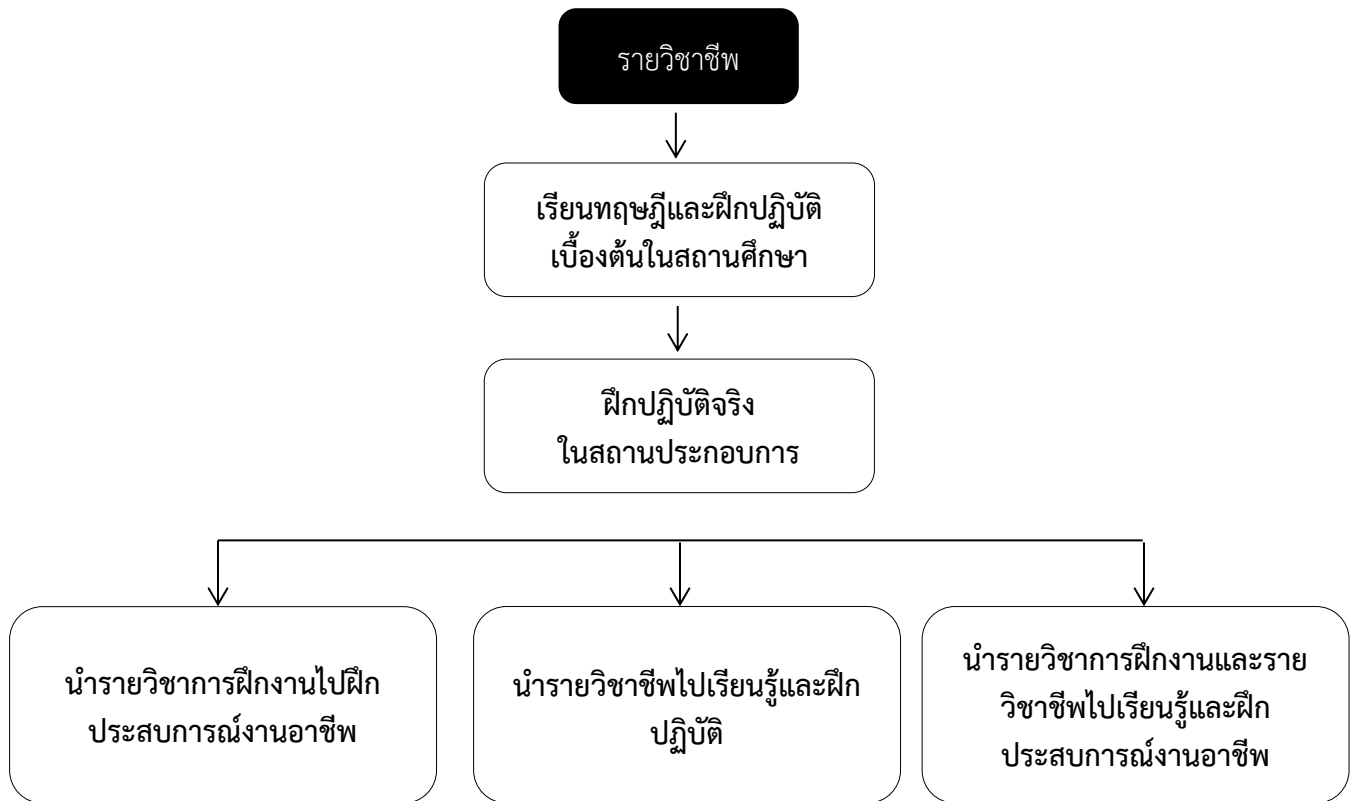 รายวิชาชีพ
เรียนทฤษฎีและฝึกปฏิบัติ
เบื้องต้นในสถานศึกษา
ฝึกปฏิบัติจริง
ในสถานประกอบการ
นำรายวิชาการฝึกงานไปฝึก
ประสบการณ์งานอาชีพ
นำรายวิชาชีพไปเรียนรู้และฝึก
ปฏิบัติ
นำรายวิชาการฝึกงานและราย
วิชาชีพไปเรียนรู้และฝึก
ประสบการณ์งานอาชีพ